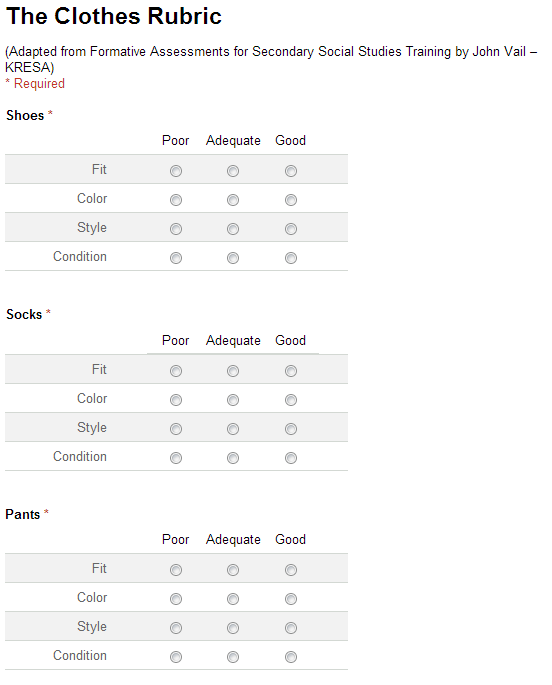 The Clothes Rubric
(Adapted from Formative Assessments for Secondary Social Studies Training by John Vail –
KRESA)
* Required
Shoes *
Poor Adequate Good
Fit
Color
Style
Condition
Socks *
Poor Adequate Good
Fit
Color
Style
Condition
Pants *
Poor Adequate Good
Fit
Color
Style
Condition